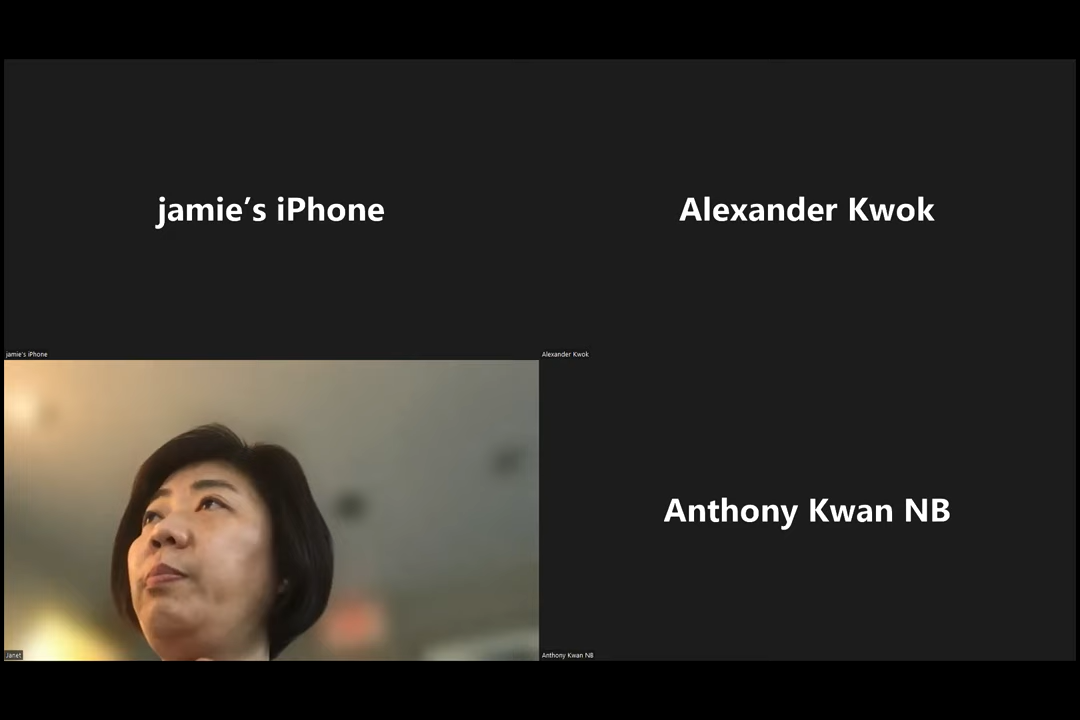 jamie’s iPhone
Alexander Kwok
jamie's iPhone
Alexander Kwok
Anthony Kwan NB
Janet
Anthony Kwan NB